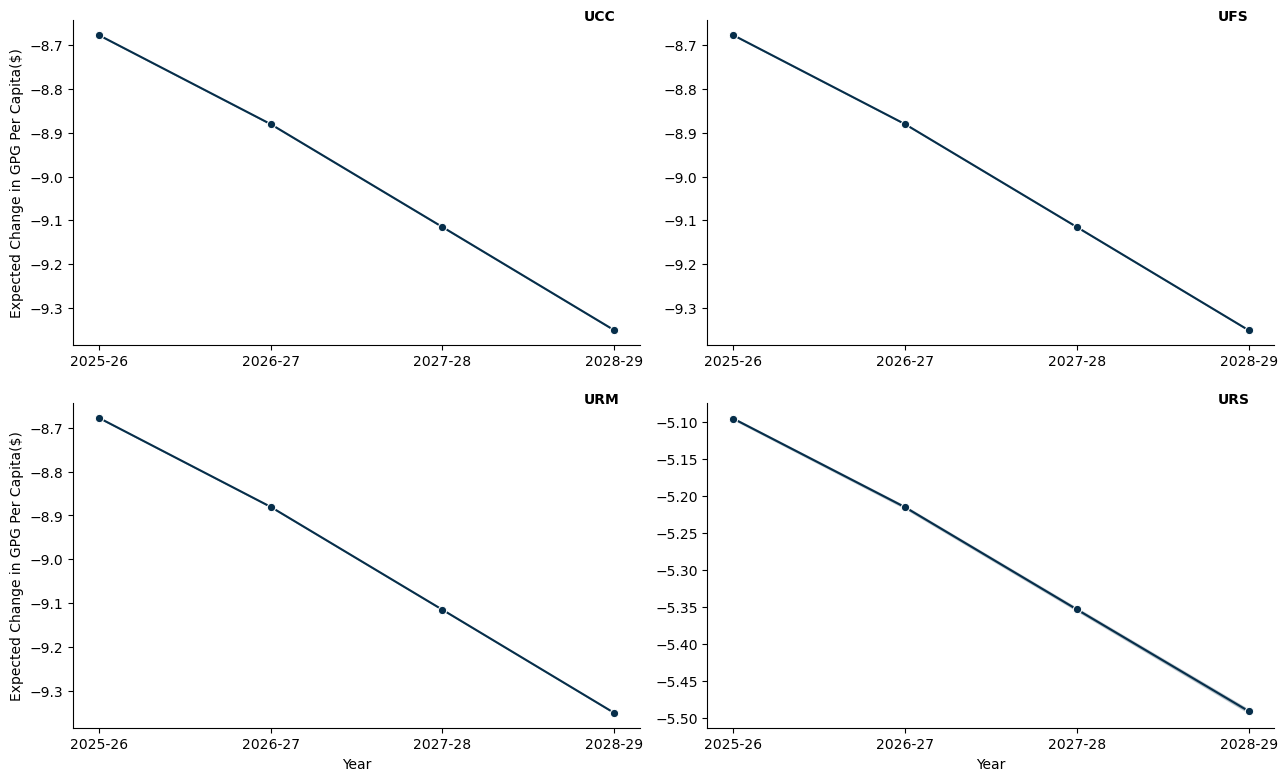 UCC
Expected Change in GPG Per Capita($)
−8.7
−8.8
−8.9
−9.0
−9.1
−9.2
−9.3
2025-26 2026-27 2027-28 2028-29
UFS
−8.7
−8.8
−8.9
−9.0
−9.1
−9.2
−9.3
2025-26 2026-27 2027-28 2028-29
URM
Expected Change in GPG Per Capita($)
−8.7
−8.8
−8.9
−9.0
−9.1
−9.2
−9.3
2025-26 2026-27 2027-28 2028-29
Year
URS
−5.10
−5.15
−5.20
−5.25
−5.30
−5.35
−5.40
−5.45
−5.50
2025-26 2026-27 2027-28 2028-29
Year